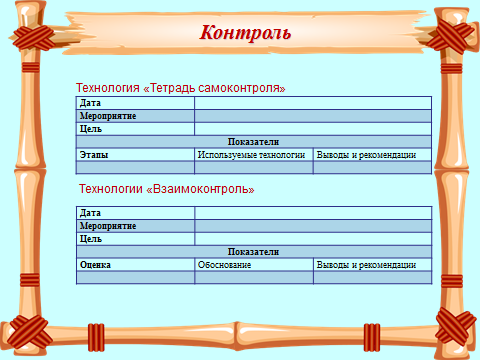 Контроль
Технология «Тетрадь самоконтроля»
Дата
Мероприятие
Цель
Показатели
Этапы Используемые технологии Выводы и рекомендации
Технологии «Взаимоконтроль»
Дата
Мероприятие
Цель
Показатели
Оценка Обоснование Выводы и рекомендации